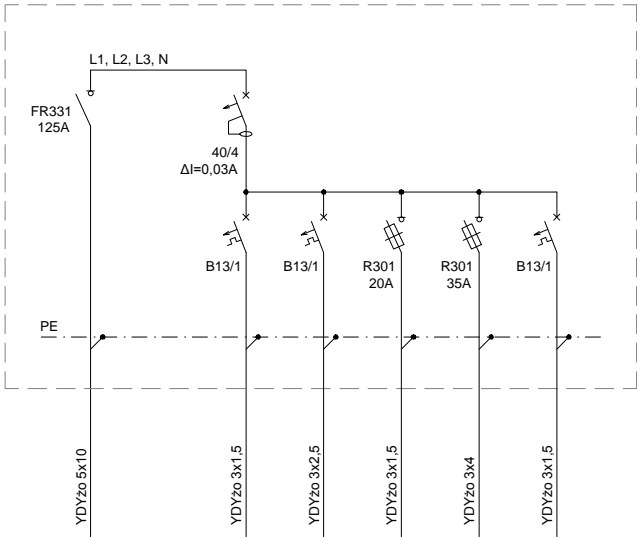 L1, L2, L3, N
FR331
125A
40/4
ΔI=0,03A
B13/1
B13/1
R301
20A
R301
35A
B13/1
PE
YDYżo 5x10
YDYżo 3x1,5
YDYżo 3x2,5
YDYżo 3x1,5
YDYżo 3x4
YDYżo 3x1,5